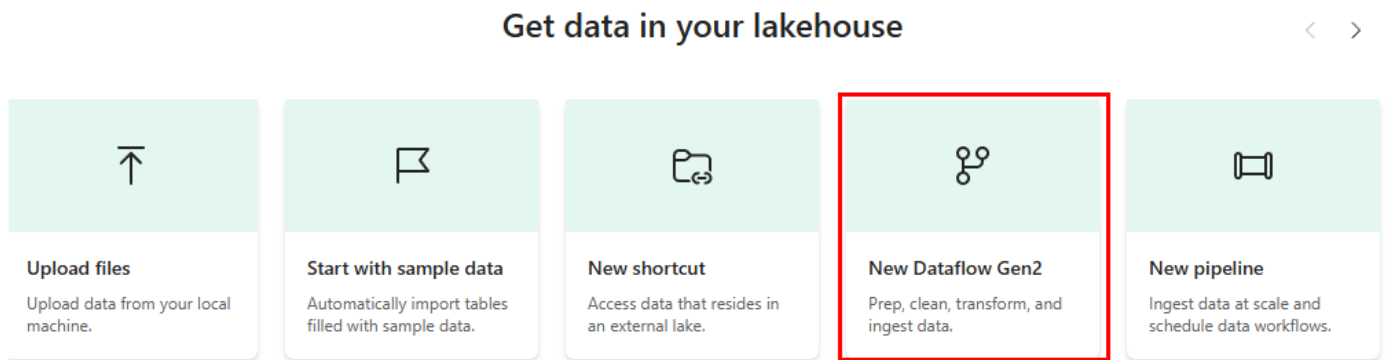 Get data in your lakehouse
Upload files
Upload data from your local
machine.
Start with sample data
Automatically import tables
filled with sample data.
New shortcut
Access data that resides in
an external lake.
New Dataflow Gen2
Prep, clean, transform, and
ingest data.
New pipeline
Ingest data at scale and
schedule data workflows.